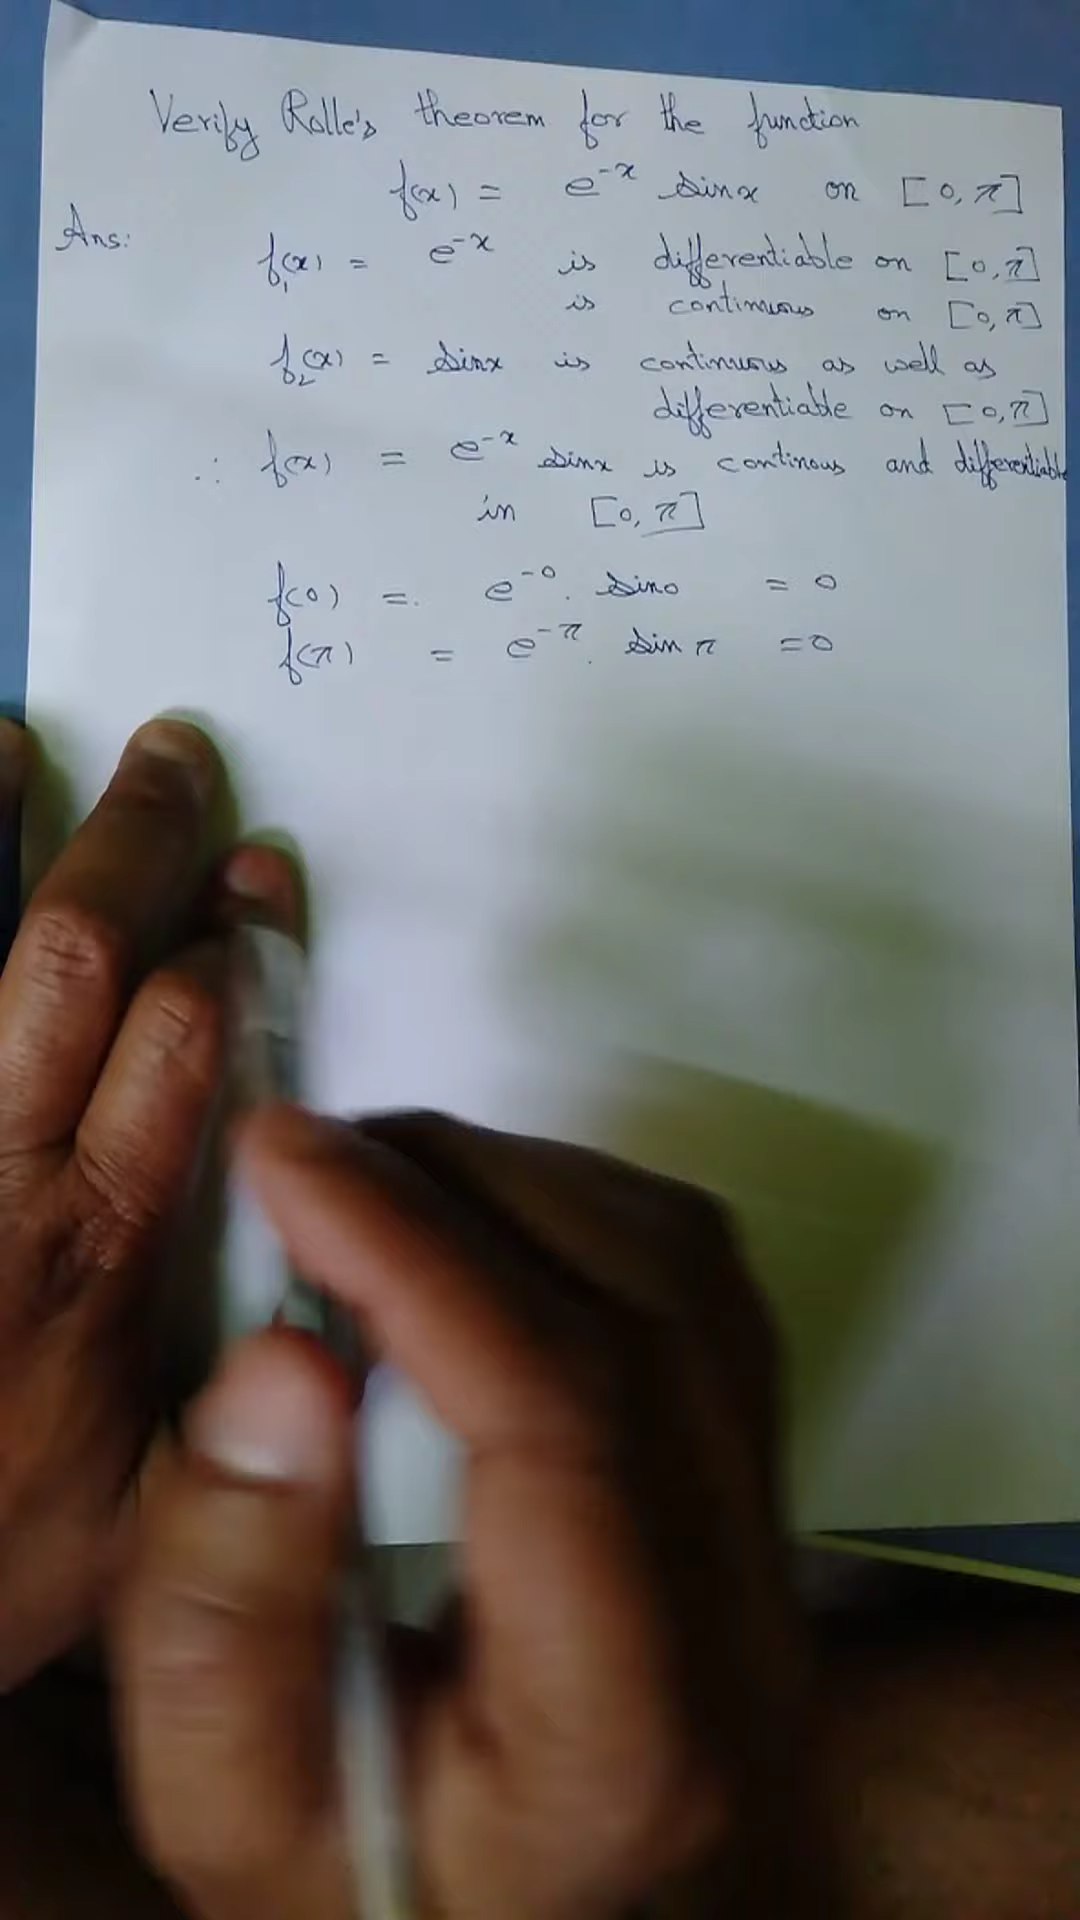 Verify Rolle's theorem for the function
f(x) = e^{-x} sinx on [0, π]
Ans: f₁(x) = e^{-x} is differentiable on [0, π]
is continuous on [0, π]
f₂(x) = sinx is continuous as well as
differentiable on [0, π]
∴ f(x) = e^{-x} sinx is continous and differentiable
in [0, π]
f(0) = e^{-0}. sin0 = 0
f(π) = e^{-π}. sin π = 0